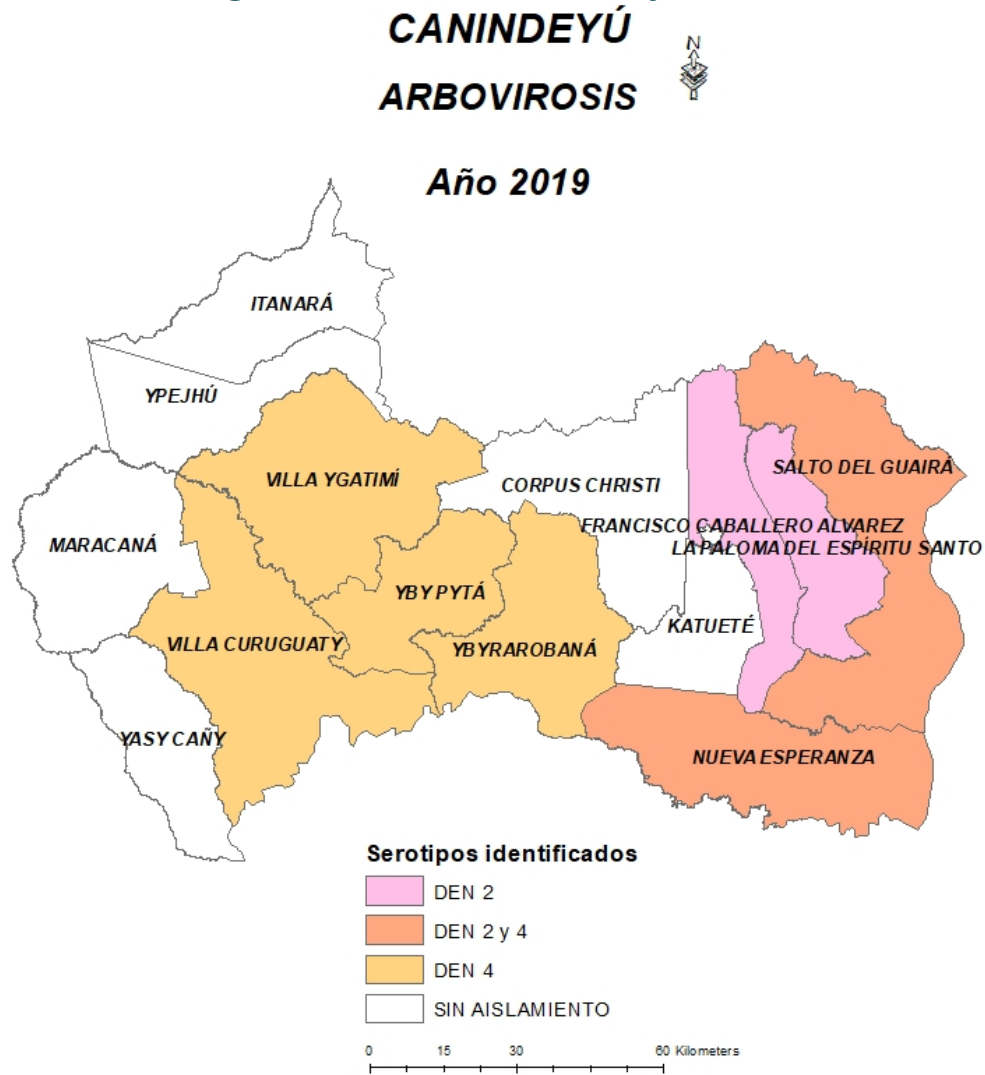 CANINDEYÚ
N
ARBOVIROSIS
Año 2019
ITANARÁ
YPEJHÚ
VILLA YGATIMÍ
SALTO DEL GUAIRÁ
CORPUS CHRISTI
FRANCISCO CABALLERO ALVAREZ
MARACANÁ
LA PALOMA DEL ESPÍRITU SANTO
YBY PYTÁ
KATUETÉ
VILLA CURUGUATY
YBYRAROBANÁ
YASY CAÑY
NUEVA ESPERANZA
Serotipos identificados
DEN 2
DEN 2 y 4
DEN 4
SIN AISLAMIENTO
0 15 30 60 Kilometers